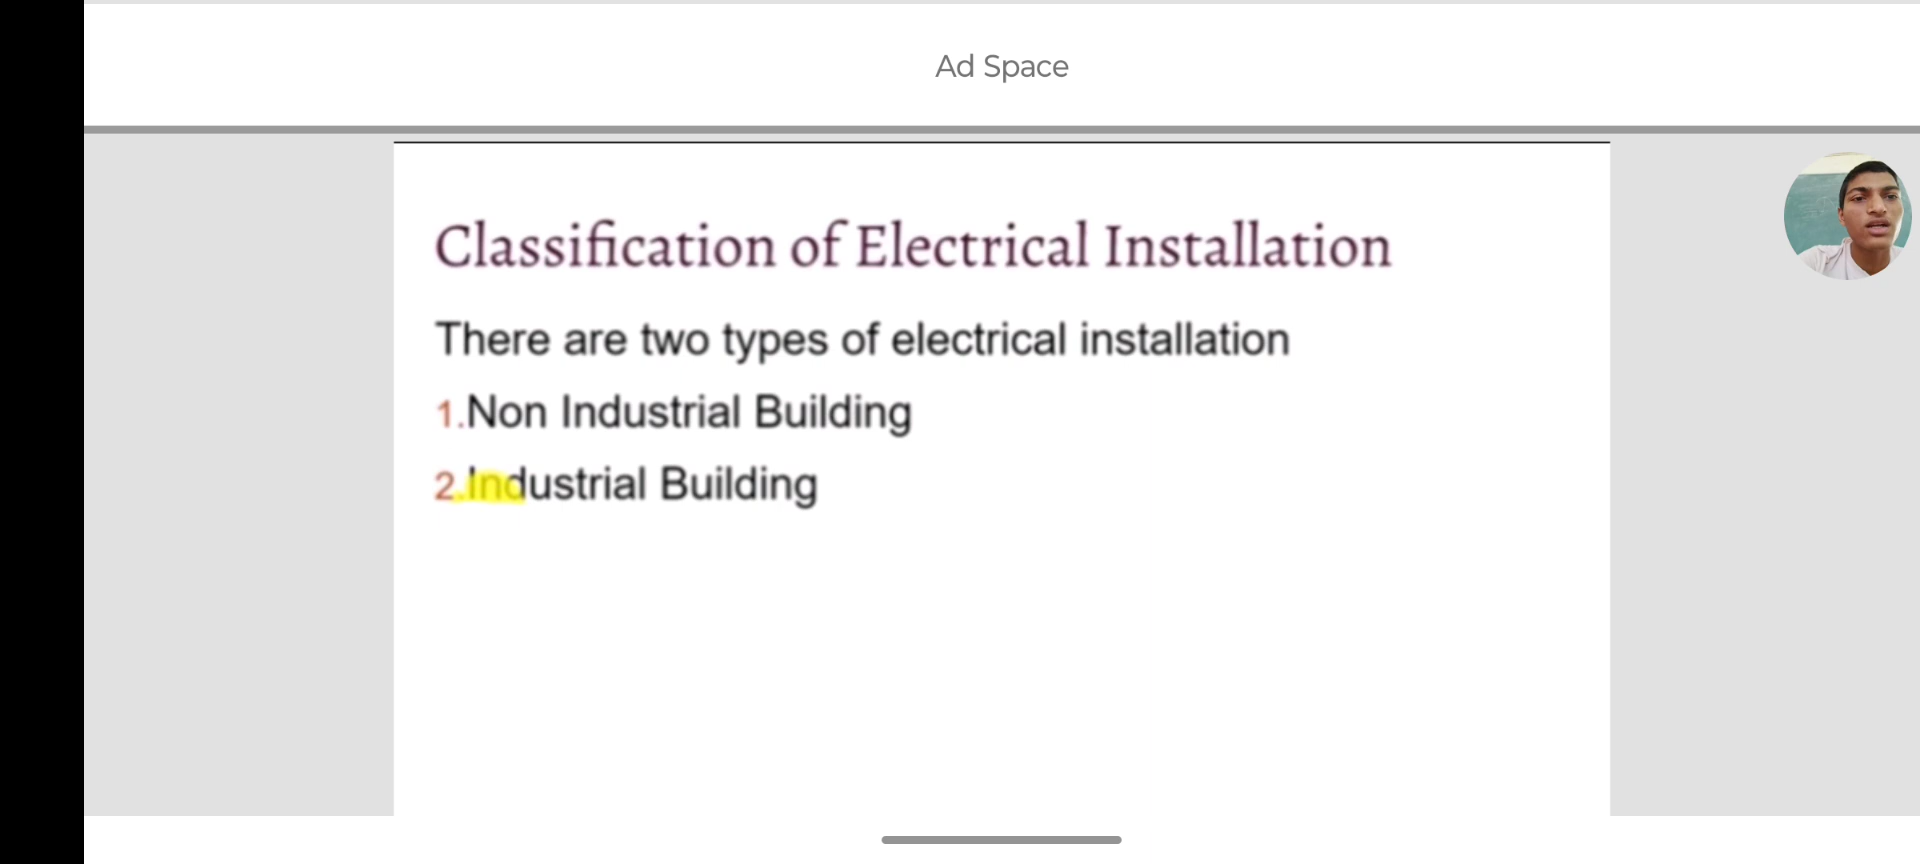 Ad Space
Classification of Electrical Installation
There are two types of electrical installation
1.Non Industrial Building
2.Industrial Building